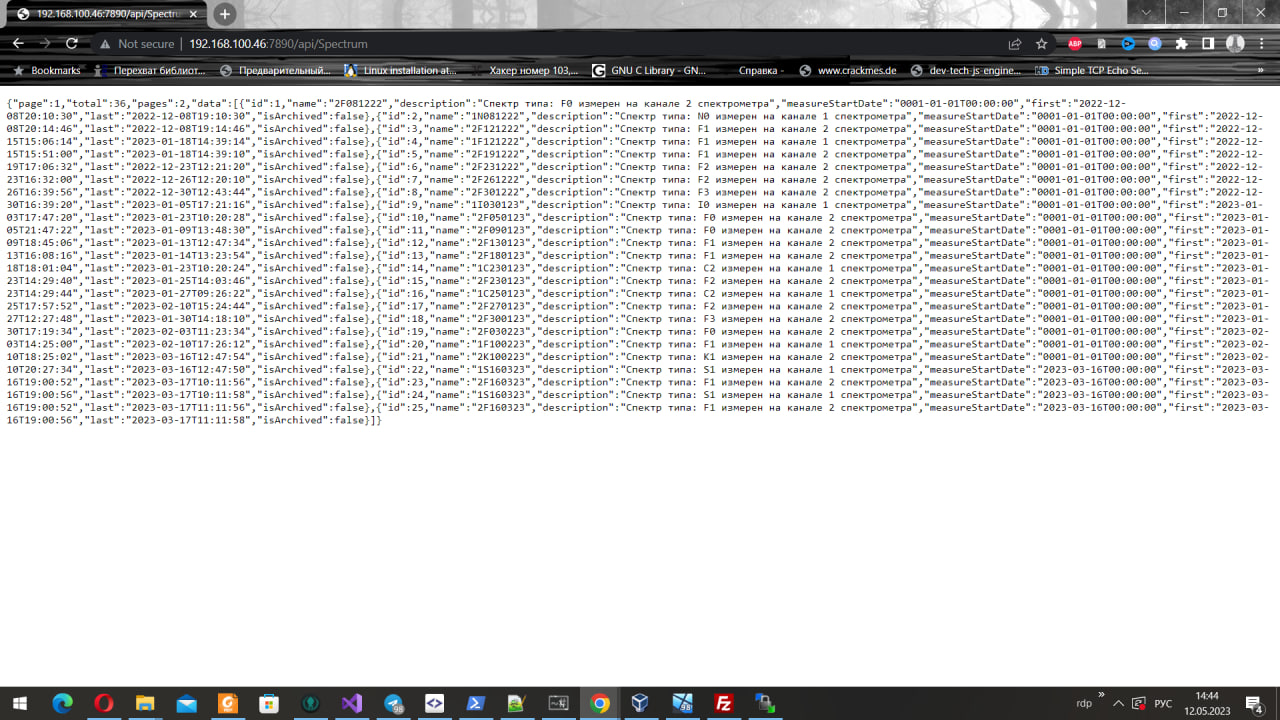 192.168.100.46:7890/api/Spectru
Not secure | 192.168.100.46:7890/api/Spectrum
ABP
Bookmarks Перехват библиот... Предварительный... Linux installation at... Хакер номер 103,... GNU C Library - GN... Справка - www.crackmes.de dev-tech-js-engine... Simple TCP Echo Se... »
{"page":1,"total":36,"pages":2,"data":[{"id":1,"name":"2F081222","description":"Спектр типа: F0 измерен на канале 2 спектрометра","measureStartDate":"0001-01-01T00:00:00","first":"2022-12-
08T20:10:30","last":"2022-12-08T19:10:30","isArchived":false},{"id":2,"name":"1N081222","description":"Спектр типа: N0 измерен на канале 1 спектрометра","measureStartDate":"0001-01-01T00:00:00","first":"2022-12-
08T20:14:46","last":"2022-12-08T19:14:46","isArchived":false},{"id":3,"name":"2F121222","description":"Спектр типа: F1 измерен на канале 2 спектрометра","measureStartDate":"0001-01-01T00:00:00","first":"2022-12-
15T15:06:14","last":"2023-01-18T14:39:14","isArchived":false},{"id":4,"name":"1F121222","description":"Спектр типа: F1 измерен на канале 1 спектрометра","measureStartDate":"0001-01-01T00:00:00","first":"2022-12-
15T15:51:00","last":"2023-01-18T14:39:10","isArchived":false},{"id":5,"name":"2F191222","description":"Спектр типа: F1 измерен на канале 2 спектрометра","measureStartDate":"0001-01-01T00:00:00","first":"2022-12-
19T17:06:32","last":"2022-12-23T12:21:20","isArchived":false},{"id":6,"name":"2F231222","description":"Спектр типа: F2 измерен на канале 2 спектрометра","measureStartDate":"0001-01-01T00:00:00","first":"2022-12-
23T16:32:00","last":"2022-12-26T12:20:10","isArchived":false},{"id":7,"name":"2F261222","description":"Спектр типа: F2 измерен на канале 2 спектрометра","measureStartDate":"0001-01-01T00:00:00","first":"2022-12-
26T16:39:56","last":"2022-12-30T12:43:44","isArchived":false},{"id":8,"name":"2F301222","description":"Спектр типа: F3 измерен на канале 2 спектрометра","measureStartDate":"0001-01-01T00:00:00","first":"2022-12-
30T16:39:20","last":"2023-01-05T17:21:16","isArchived":false},{"id":9,"name":"1I030123","description":"Спектр типа: I0 измерен на канале 1 спектрометра","measureStartDate":"0001-01-01T00:00:00","first":"2023-01-
03T17:47:20","last":"2023-01-23T10:20:28","isArchived":false},{"id":10,"name":"2F050123","description":"Спектр типа: F0 измерен на канале 2 спектрометра","measureStartDate":"0001-01-01T00:00:00","first":"2023-01-
05T21:47:22","last":"2023-01-09T13:48:30","isArchived":false},{"id":11,"name":"2F090123","description":"Спектр типа: F0 измерен на канале 2 спектрометра","measureStartDate":"0001-01-01T00:00:00","first":"2023-01-
09T18:45:06","last":"2023-01-13T12:47:34","isArchived":false},{"id":12,"name":"2F130123","description":"Спектр типа: F1 измерен на канале 2 спектрометра","measureStartDate":"0001-01-01T00:00:00","first":"2023-01-
13T16:08:16","last":"2023-01-14T13:23:54","isArchived":false},{"id":13,"name":"2F180123","description":"Спектр типа: F1 измерен на канале 2 спектрометра","measureStartDate":"0001-01-01T00:00:00","first":"2023-01-
18T18:01:04","last":"2023-01-23T10:20:24","isArchived":false},{"id":14,"name":"1C230123","description":"Спектр типа: C2 измерен на канале 1 спектрометра","measureStartDate":"0001-01-01T00:00:00","first":"2023-01-
23T14:29:40","last":"2023-01-25T14:03:46","isArchived":false},{"id":15,"name":"2F230123","description":"Спектр типа: F2 измерен на канале 2 спектрометра","measureStartDate":"0001-01-01T00:00:00","first":"2023-01-
23T14:29:44","last":"2023-01-27T09:26:22","isArchived":false},{"id":16,"name":"1C250123","description":"Спектр типа: C2 измерен на канале 1 спектрометра","measureStartDate":"0001-01-01T00:00:00","first":"2023-01-
25T17:57:52","last":"2023-02-10T15:24:44","isArchived":false},{"id":17,"name":"2F270123","description":"Спектр типа: F2 измерен на канале 2 спектрометра","measureStartDate":"0001-01-01T00:00:00","first":"2023-01-
27T12:27:48","last":"2023-01-30T14:18:10","isArchived":false},{"id":18,"name":"2F300123","description":"Спектр типа: F3 измерен на канале 2 спектрометра","measureStartDate":"0001-01-01T00:00:00","first":"2023-01-
30T17:19:34","last":"2023-02-03T11:23:34","isArchived":false},{"id":19,"name":"2F030223","description":"Спектр типа: F0 измерен на канале 2 спектрометра","measureStartDate":"0001-01-01T00:00:00","first":"2023-02-
03T14:25:00","last":"2023-02-10T17:26:12","isArchived":false},{"id":20,"name":"1F100223","description":"Спектр типа: F1 измерен на канале 1 спектрометра","measureStartDate":"0001-01-01T00:00:00","first":"2023-02-
10T18:25:02","last":"2023-03-16T12:47:54","isArchived":false},{"id":21,"name":"2K100223","description":"Спектр типа: K1 измерен на канале 2 спектрометра","measureStartDate":"0001-01-01T00:00:00","first":"2023-02-
10T20:27:34","last":"2023-03-16T12:47:50","isArchived":false},{"id":22,"name":"1S160323","description":"Спектр типа: S1 измерен на канале 1 спектрометра","measureStartDate":"2023-03-16T00:00:00","first":"2023-03-
16T19:00:52","last":"2023-03-17T10:11:56","isArchived":false},{"id":23,"name":"2F160323","description":"Спектр типа: F1 измерен на канале 2 спектрометра","measureStartDate":"2023-03-16T00:00:00","first":"2023-03-
16T19:00:56","last":"2023-03-17T10:11:58","isArchived":false},{"id":24,"name":"1S160323","description":"Спектр типа: S1 измерен на канале 1 спектрометра","measureStartDate":"2023-03-16T00:00:00","first":"2023-03-
16T19:00:52","last":"2023-03-17T11:11:56","isArchived":false},{"id":25,"name":"2F160323","description":"Спектр типа: F1 измерен на канале 2 спектрометра","measureStartDate":"2023-03-16T00:00:00","first":"2023-03-
16T19:00:56","last":"2023-03-17T11:11:58","isArchived":false}]}
98
98
rdp » РУС
14:44
12.05.2023
4